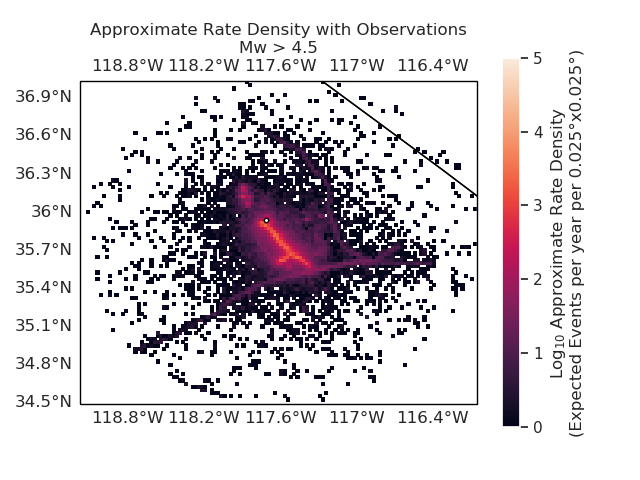 Approximate Rate Density with Observations
Mw > 4.5
118.8°W 118.2°W 117.6°W 117°W 116.4°W
36.9°N
36.6°N
36.3°N
36°N
35.7°N
35.4°N
35.1°N
34.8°N
34.5°N
118.8°W 118.2°W 117.6°W 117°W 116.4°W
5
4
3
2
1
0
Log₁₀ Approximate Rate Density
(Expected Events per year per 0.025°x0.025°)